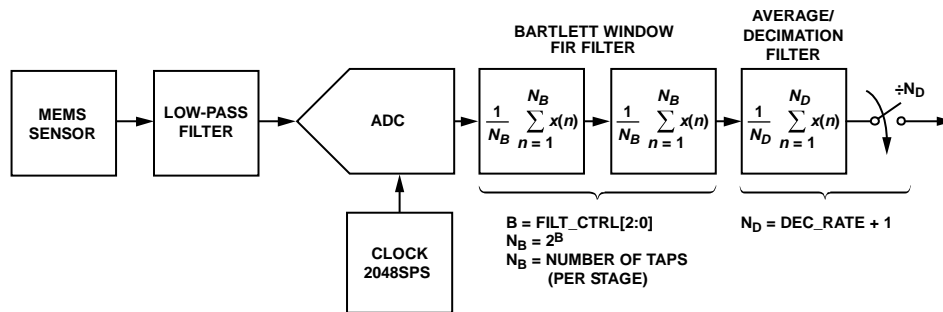 BARTLETT WINDOW
FIR FILTER
AVERAGE/
DECIMATION
FILTER
MEMS
SENSOR
LOW-PASS
FILTER
ADC
1/N_B ∑ N_B n = 1 x(n)
1/N_B ∑ N_B n = 1 x(n)
1/N_D ∑ N_D n = 1 x(n)
÷N_D
CLOCK
2048SPS
B = FILT_CTRL[2:0]
N_B = 2^B
N_B = NUMBER OF TAPS
(PER STAGE)
N_D = DEC_RATE + 1